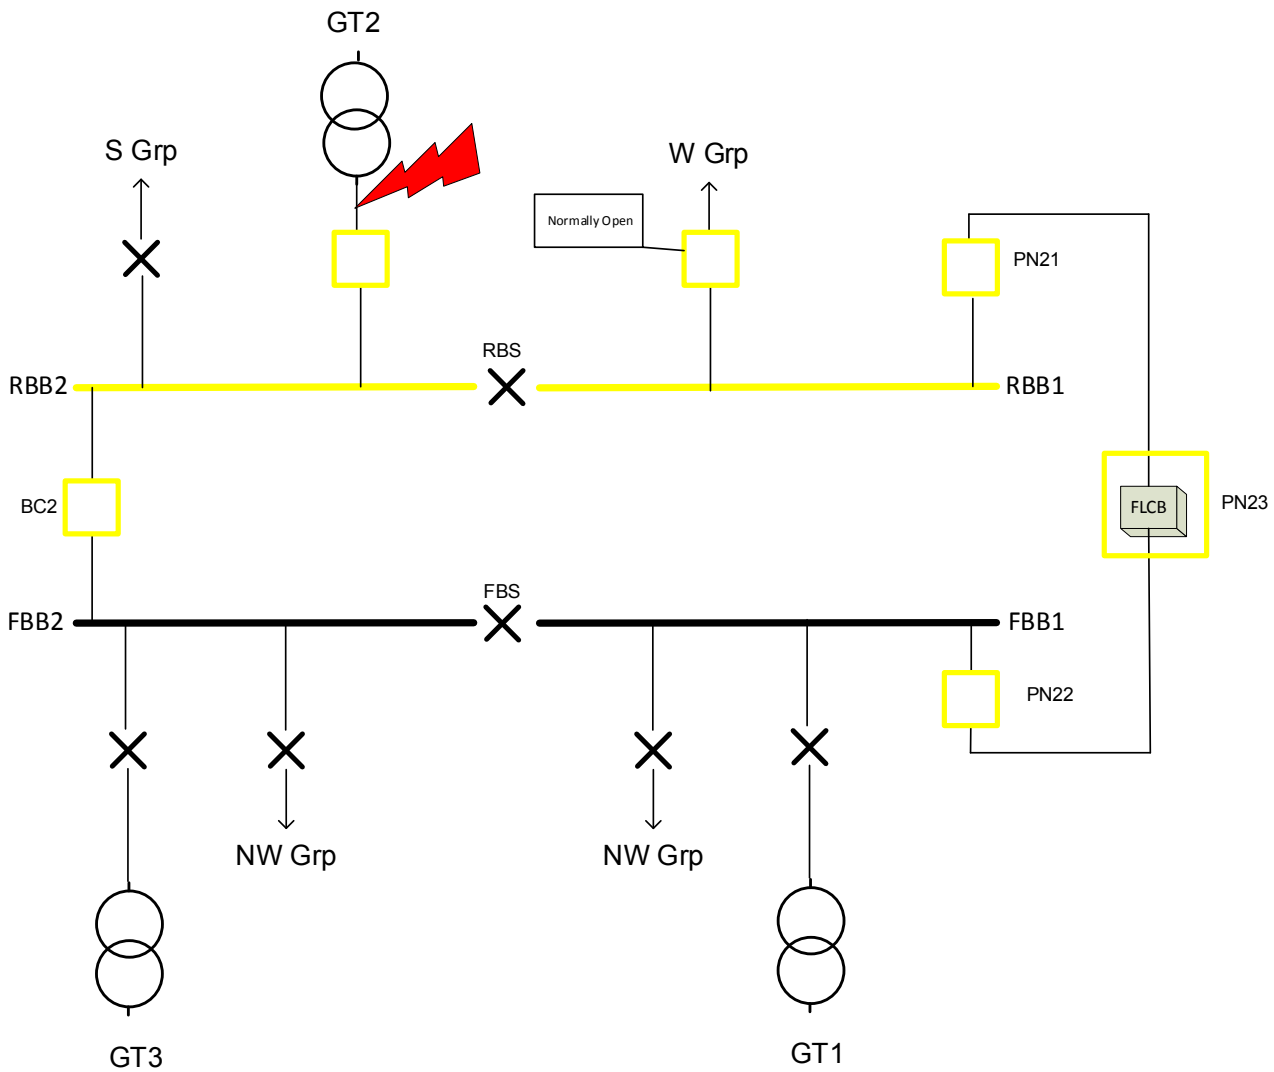 GT2
S Grp
W Grp
Normally Open
PN21
RBS
RBB2
RBB1
BC2
FLCB
PN23
FBS
FBB2
FBB1
PN22
NW Grp
NW Grp
GT3
GT1